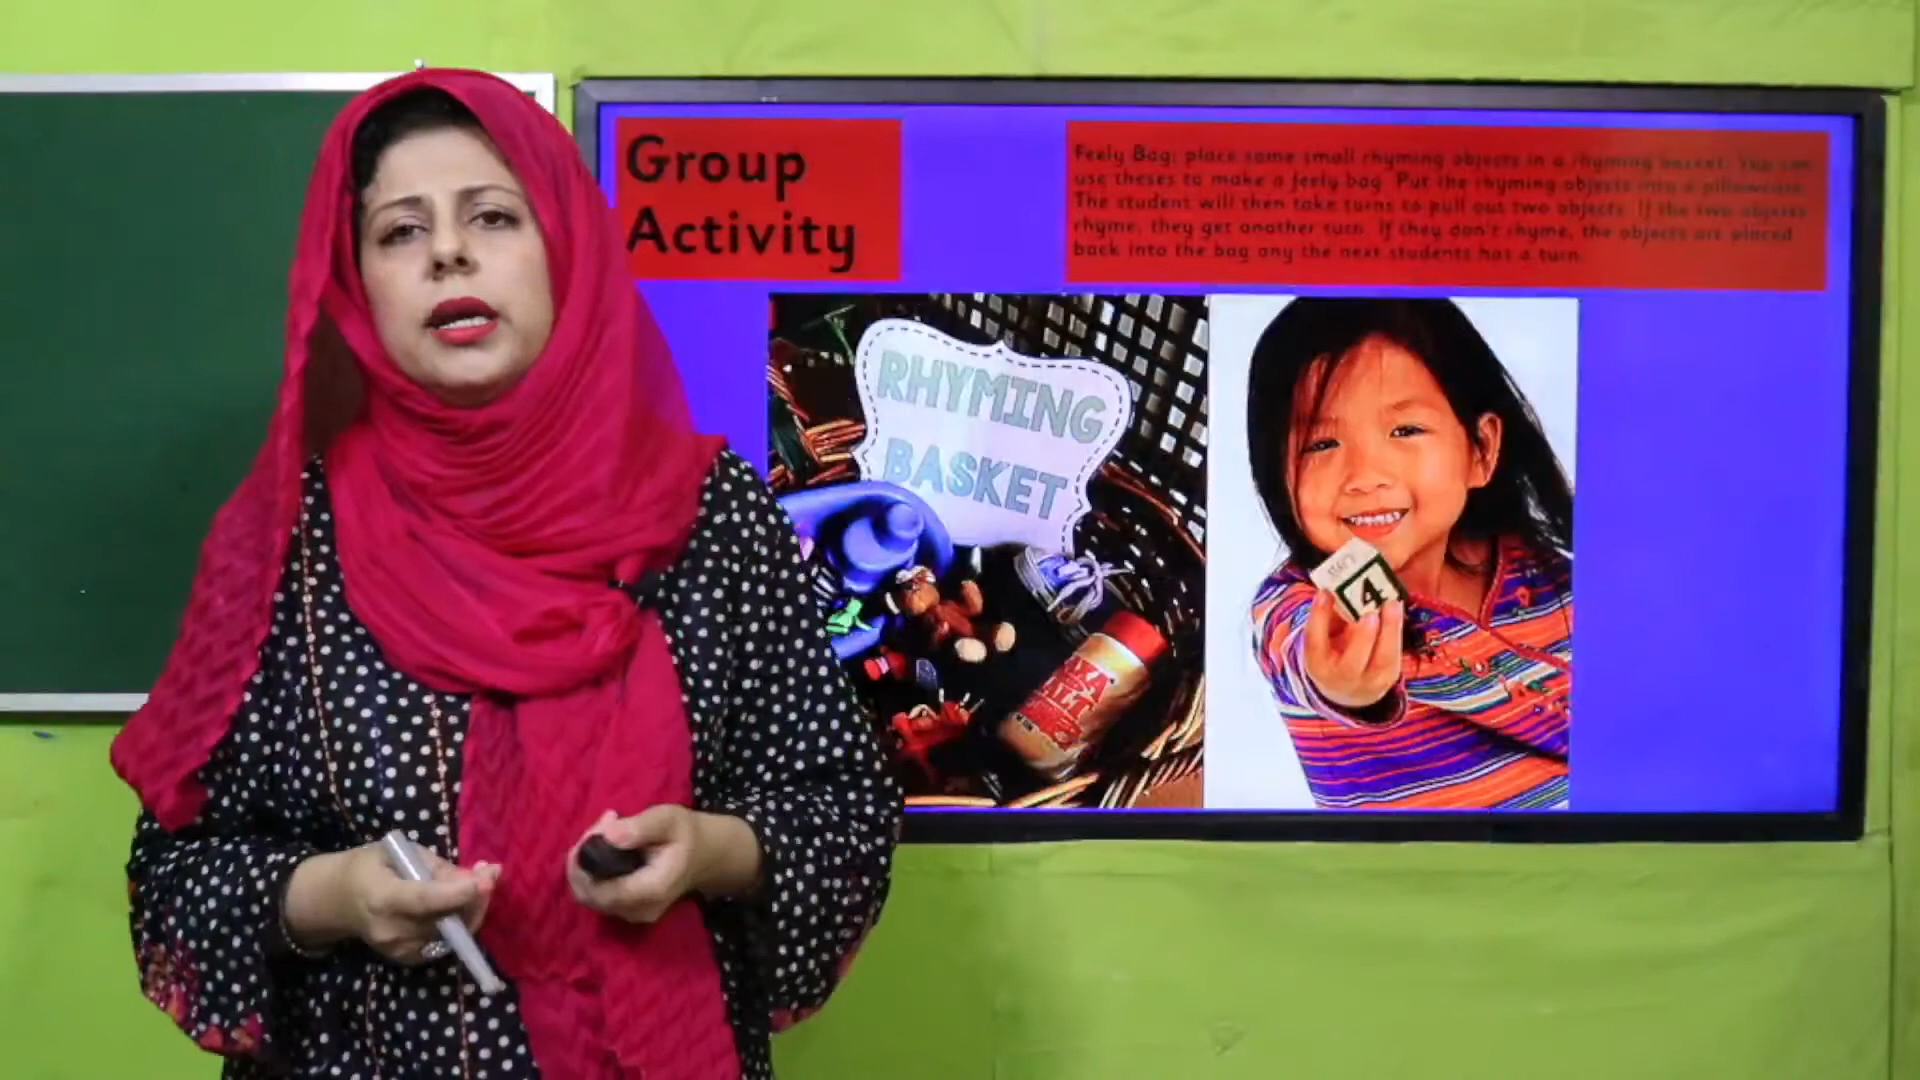 Group
Activity
Feely Bag: place some small rhyming objects in a rhyming basket. You can
use theses to make a feely bag. Put the rhyming objects into a pillowcase.
The student will then take turns to pull out two objects. If the two objects
rhyme, they get another turn. If they don't rhyme, the objects are placed
back into the bag any the next students has a turn.
RHYMING
BASKET
4